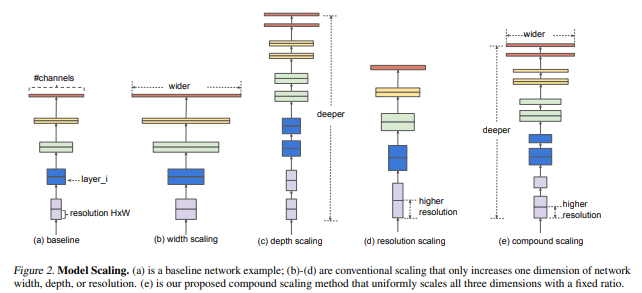 wider
#channels
wider
deeper
deeper
layer_i
higher
resolution
higher
resolution
resolution HxW
(a) baseline
(b) width scaling
(c) depth scaling
(d) resolution scaling
(e) compound scaling
Figure 2. Model Scaling. (a) is a baseline network example; (b)-(d) are conventional scaling that only increases one dimension of network
width, depth, or resolution. (e) is our proposed compound scaling method that uniformly scales all three dimensions with a fixed ratio.